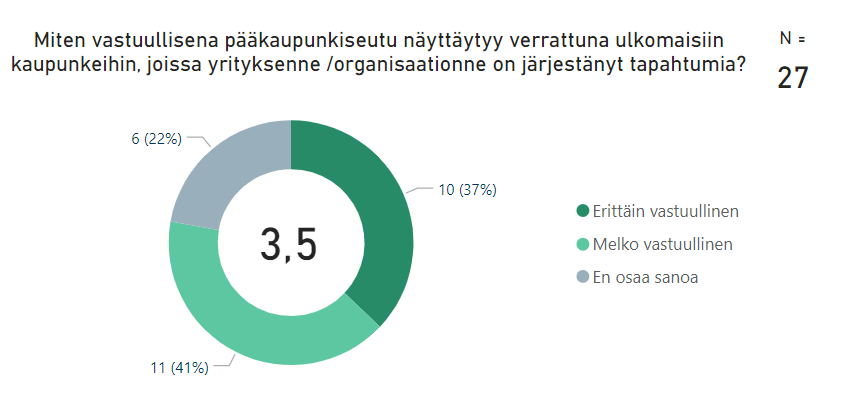 Miten vastuullisena pääkaupunkiseutu näyttäytyy verrattuna ulkomaisiin
kaupunkeihin, joissa yrityksenne /organisaationne on järjestänyt tapahtumia?
N =
27
6 (22%)
10 (37%)
3,5
11 (41%)
Erittäin vastuullinen
Melko vastuullinen
En osaa sanoa